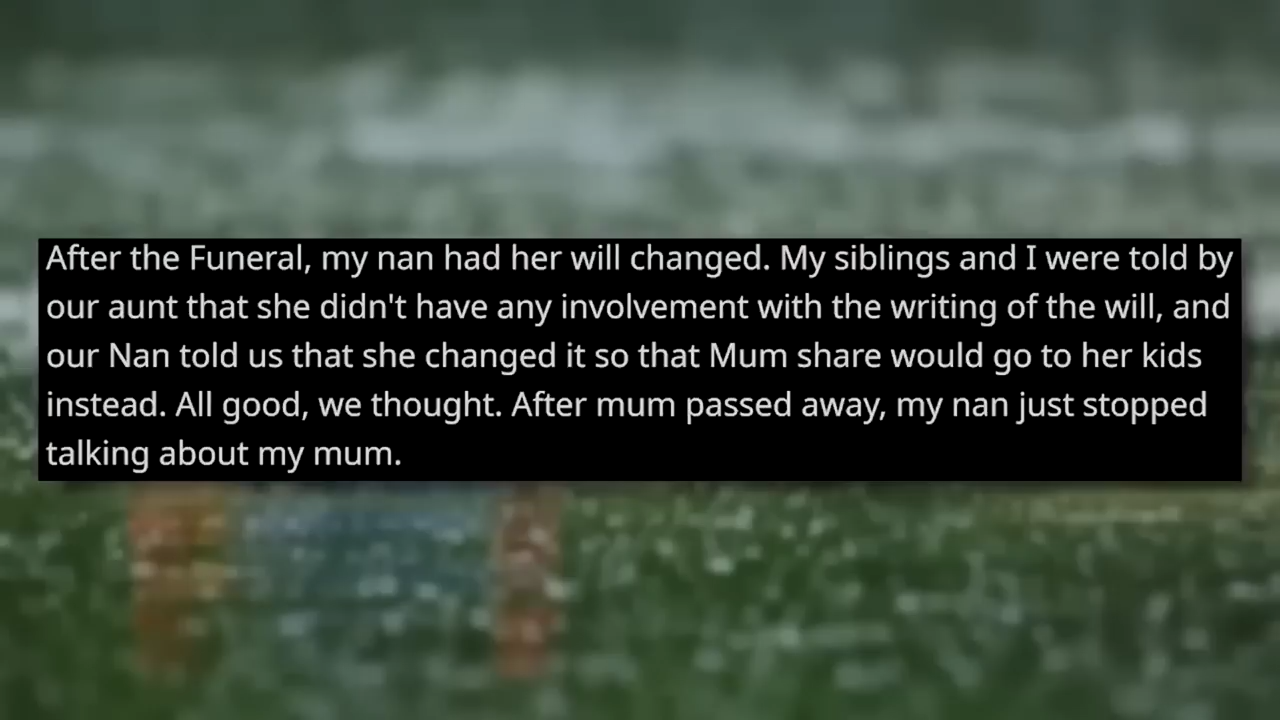 After the Funeral, my nan had her will changed. My siblings and I were told by
our aunt that she didn't have any involvement with the writing of the will, and
our Nan told us that she changed it so that Mum share would go to her kids
instead. All good, we thought. After mum passed away, my nan just stopped
talking about my mum.